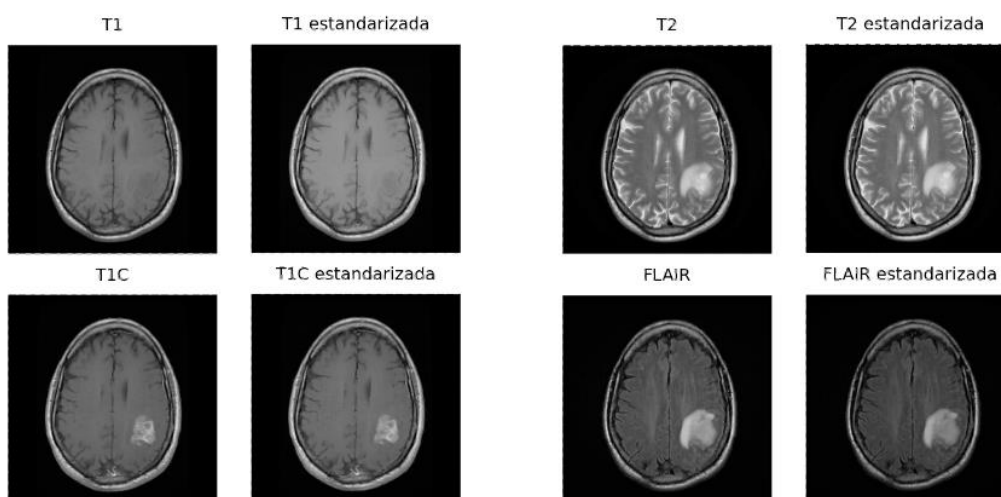 T1
T1 estandarizada
T2
T2 estandarizada
T1C
T1C estandarizada
FLAiR
FLAiR estandarizada